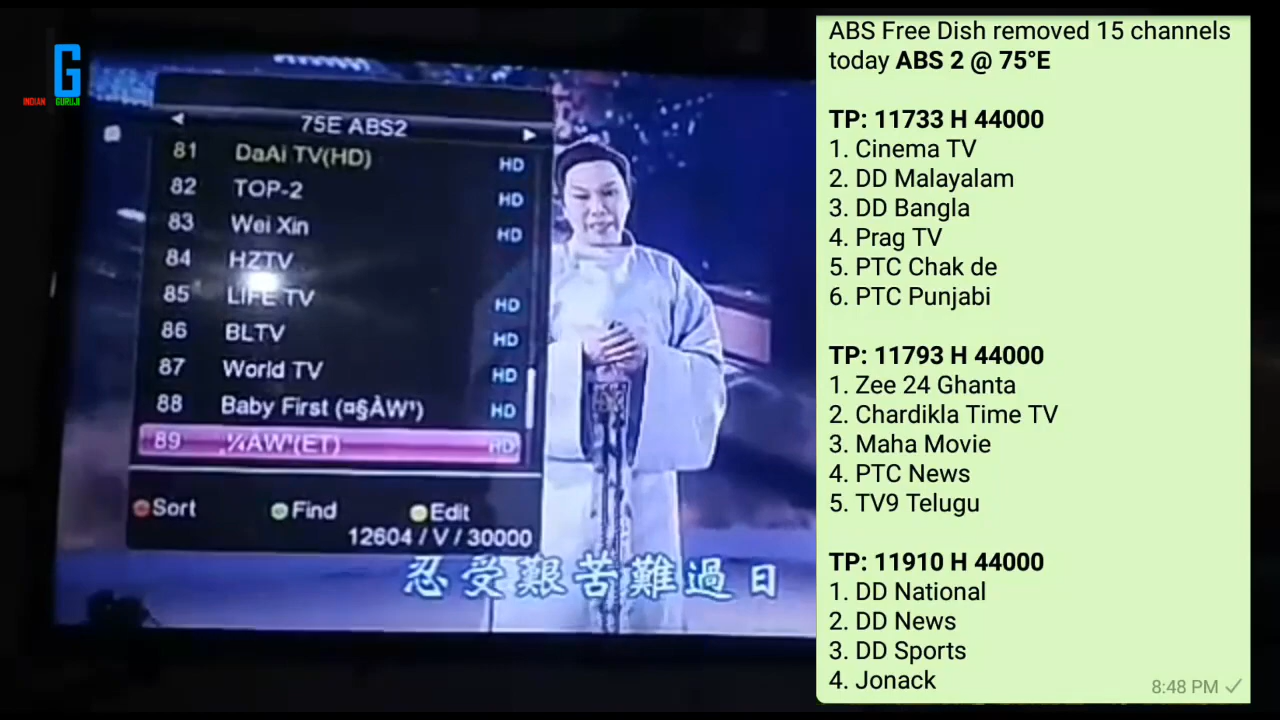 G
INDIAN GURUJI
75E ABS2
81 DaAi TV(HD) HD
82 TOP-2 HD
83 Wei Xin HD
84 HZTV
85 LIFE TV HD
86 BLTV HD
87 World TV HD
88 Baby First (¤§ÀW¹) HD
89 ¸¼ÀW¹(ET) HD
Sort Find Edit
12604 / V / 30000
忍受艱苦難過日
ABS Free Dish removed 15 channels
today ABS 2 @ 75°E
TP: 11733 H 44000
1. Cinema TV
2. DD Malayalam
3. DD Bangla
4. Prag TV
5. PTC Chak de
6. PTC Punjabi
TP: 11793 H 44000
1. Zee 24 Ghanta
2. Chardikla Time TV
3. Maha Movie
4. PTC News
5. TV9 Telugu
TP: 11910 H 44000
1. DD National
2. DD News
3. DD Sports
4. Jonack
8:48 PM